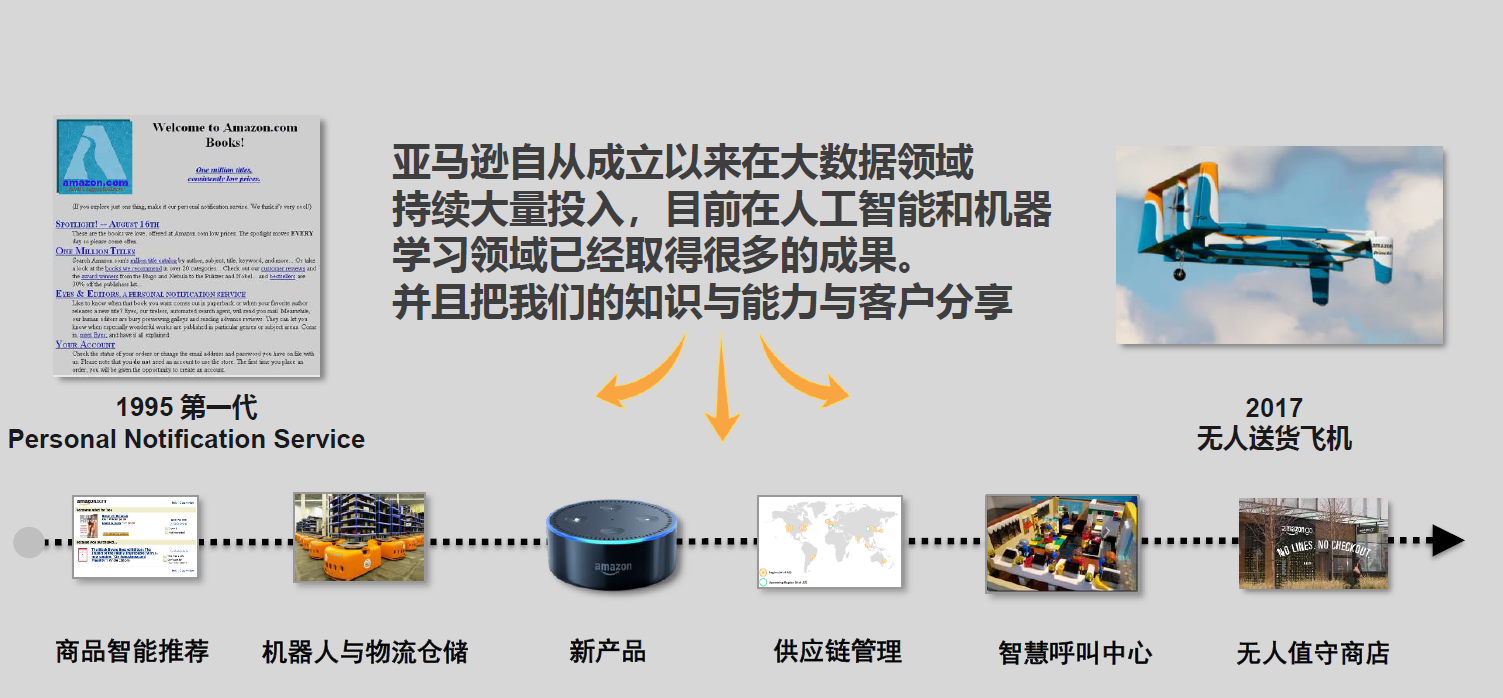 Welcome to Amazon.com
Books!
One million titles,
consistently low prices.
amazon.com
(If you explore just one thing, make it our personal notification service. We think it's very cool!)
SPOTLIGHT! -- AUGUST 16TH
These are the books we love, offered at Amazon.com low prices. The spotlight moves EVERY
day so please come often.
ONE MILLION TITLES
Search Amazon.com's million title catalog by author, subject, title, keyword, and more... Or take
a look at the books we recommend in over 20 categories... Check out our customer reviews and
the award winners from the Hugo and Nebula to the Pulitzer and Nobel... and bestsellers are
30% off the publishers list...
EYES & EDITORS, A PERSONAL NOTIFICATION SERVICE
Like to know when that book you want comes out in paperback or when your favorite author
releases a new title? Eyes, our tireless, automated search agent, will send you mail. Meanwhile,
our human editors are busy previewing galleys and reading advance reviews. They can let you
know when especially wonderful works are published in particular genres or subject areas. Come
in, meet Eyes, and have it all explained.
YOUR ACCOUNT
Check the status of your orders or change the email address and password you have on file with
us. Please note that you do not need an account to use the store. The first time you place an
order, you will be given the opportunity to create an account.
亚马逊自从成立以来在大数据领域
持续大量投入，目前在人工智能和机器
学习领域已经取得很多的成果。
并且把我们的知识与能力与客户分享
amazon
1995 第一代
Personal Notification Service
2017
无人送货飞机
amazon.com
amazon
amazon go
NO LINES. NO CHECKOUT.
商品智能推荐
机器人与物流仓储
新产品
供应链管理
智慧呼叫中心
无人值守商店